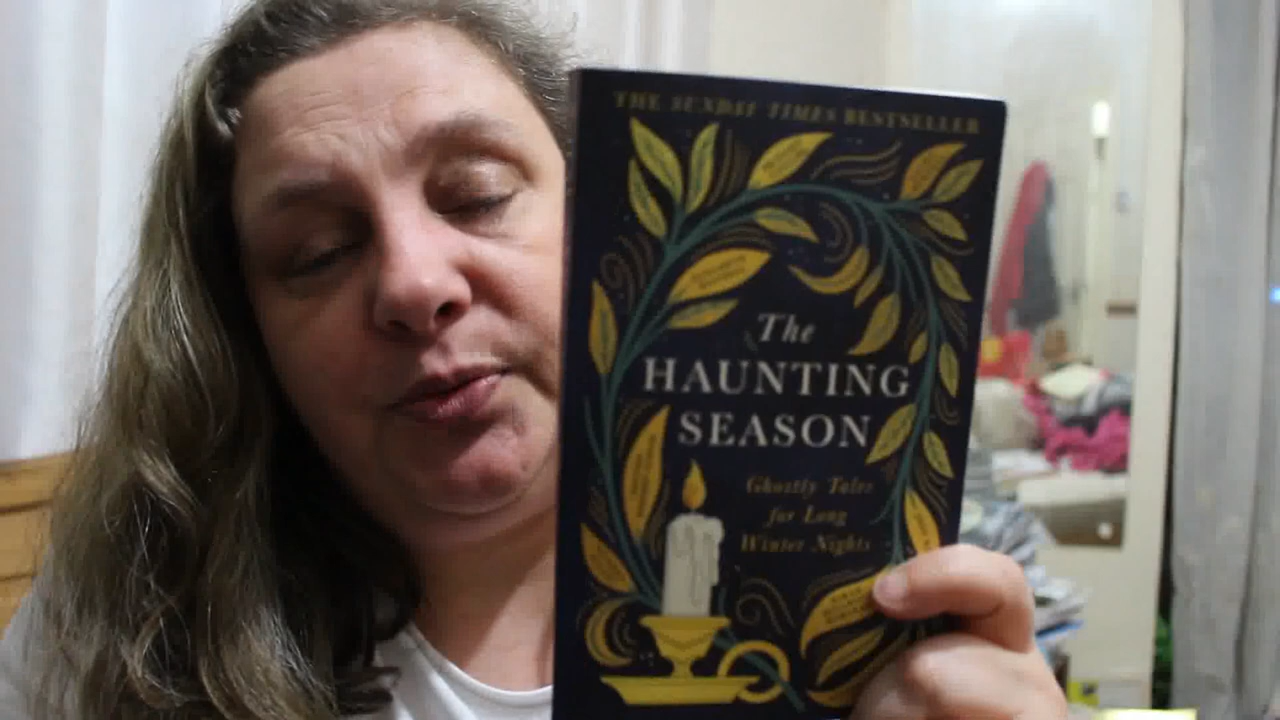 THE SUNDAY TIMES BESTSELLER
The
HAUNTING
SEASON
Ghostly Tales
for Long
Winter Nights